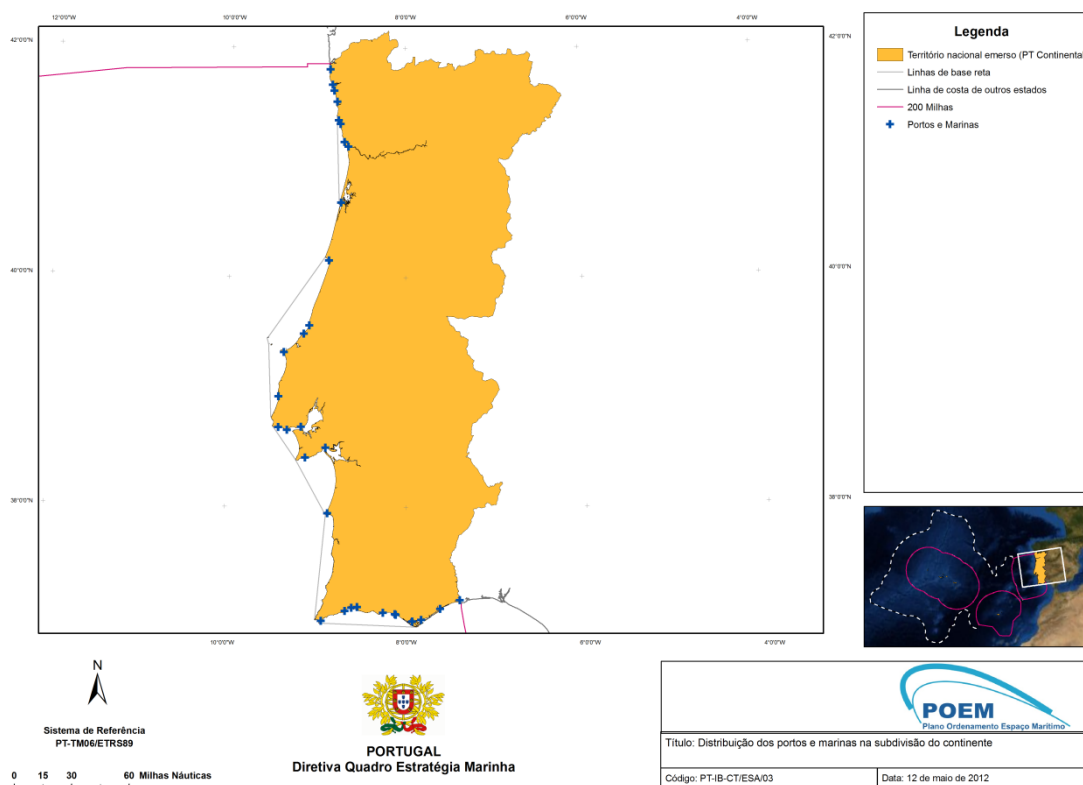 12°0'0"W
10°0'0"W
8°0'0"W
6°0'0"W
4°0'0"W
42°0'0"N
42°0'0"N
40°0'0"N
40°0'0"N
38°0'0"N
38°0'0"N
10°0'0"W
8°0'0"W
6°0'0"W
4°0'0"W
Legenda
Território nacional emerso (PT Continental
Linhas de base reta
Linha de costa de outros estados
200 Milhas
Portos e Marinas
N
Sistema de Referência
PT-TM06/ETRS89
0 15 30 60 Milhas Náuticas
PORTUGAL
Diretiva Quadro Estratégia Marinha
POEM
Plano Ordenamento Espaço Marítimo
Título: Distribuição dos portos e marinas na subdivisão do continente
Código: PT-IB-CT/ESA/03
Data: 12 de maio de 2012